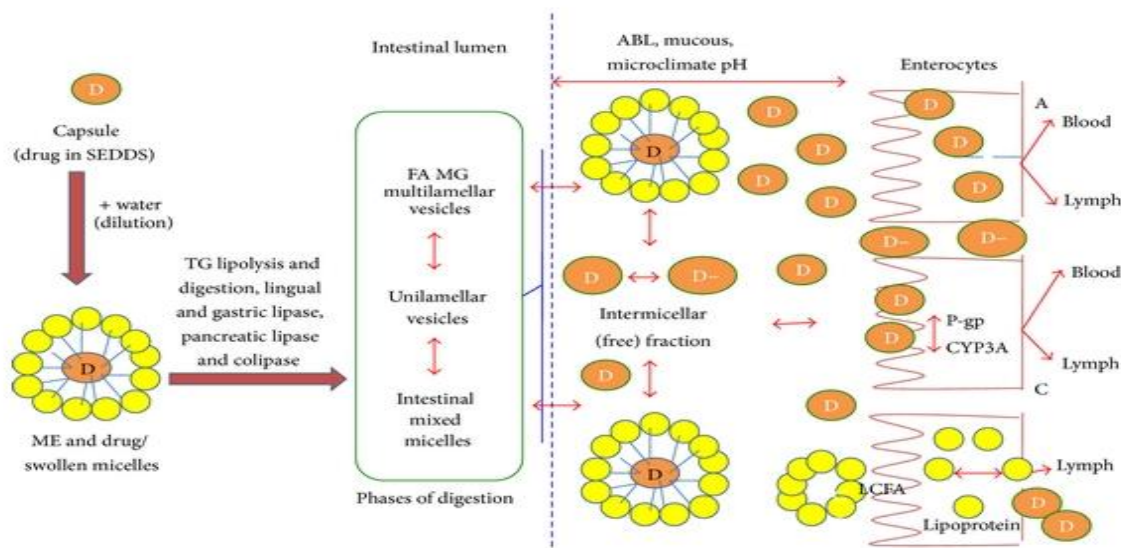 D
Capsule
(drug in SEDDS)
+ water
(dilution)
D
ME and drug/
swollen micelles
TG lipolysis and
digestion, lingual
and gastric lipase,
pancreatic lipase
and colipase
Intestinal lumen
FA MG
multilamellar
vesicles
Unilamellar
vesicles
Intestinal
mixed
micelles
Phases of digestion
ABL, mucous,
microclimate pH
D
D
D
D
D
D
D–
D
Intermicellar
(free) fraction
D
D
D
LCFA
Enterocytes
D
D
D
A
Blood
Lymph
D–
D–
D
D
P-gp
CYP3A
Blood
Lymph
C
Lymph
Lipoprotein
D
D